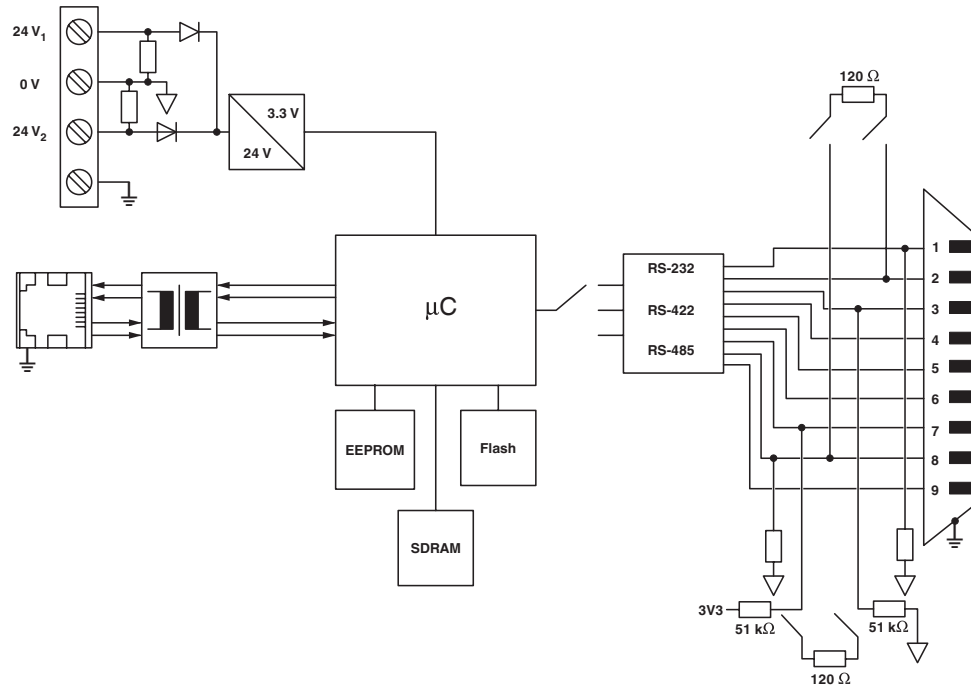 24 V1
0 V
24 V2
3.3 V
24 V
120 Ω
µC
RS-232
RS-422
RS-485
1
2
3
4
5
6
7
8
9
EEPROM
Flash
SDRAM
3V3
51 kΩ
51 kΩ
120 Ω